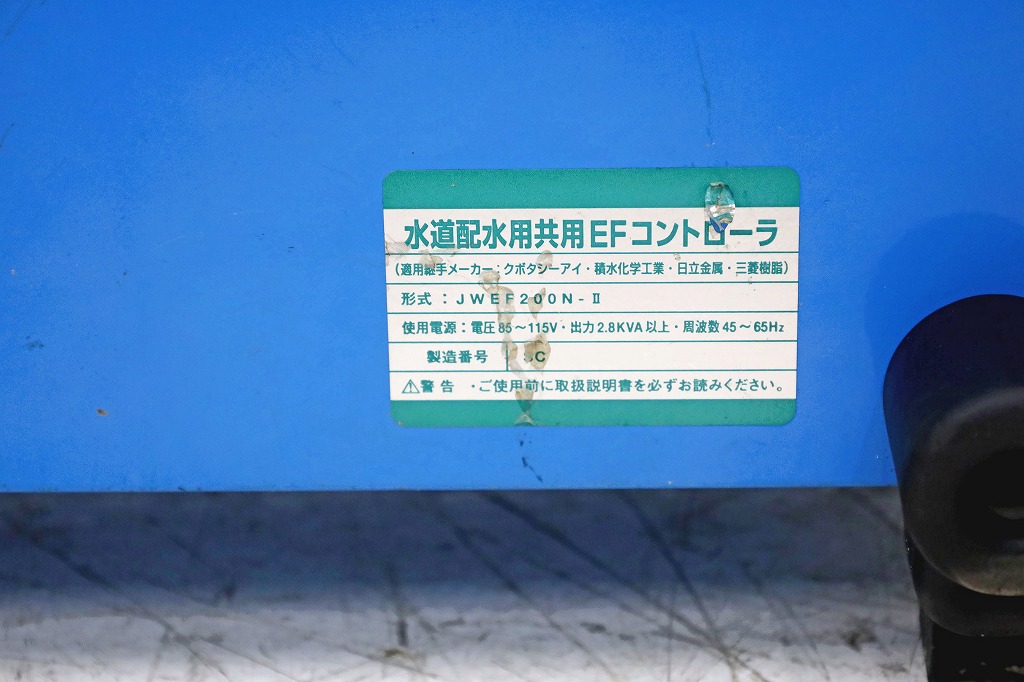 水道配水用共用EFコントローラ
(適用継手メーカー：クボタシーアイ・積水化学工業・日立金属・三菱樹脂)
形式：JWEF200N-Ⅱ
使用電源：電圧85～115V・出力2.8KVA以上・周波数45～65Hz
製造番号
⚠警告・ご使用前に取扱説明書を必ずお読みください。